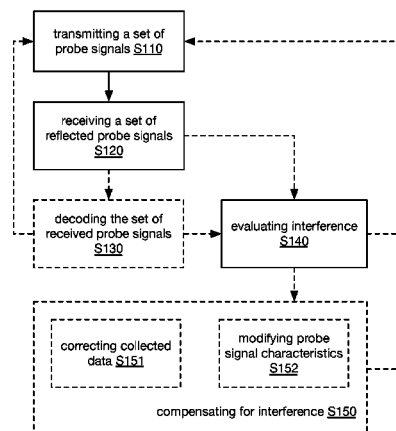 transmitting a set of
probe signals S110
receiving a set of
reflected probe signals
S120
decoding the set of
received probe signals
S130
evaluating interference
S140
correcting collected
data S151
modifying probe
signal characteristics
S152
compensating for interference S150